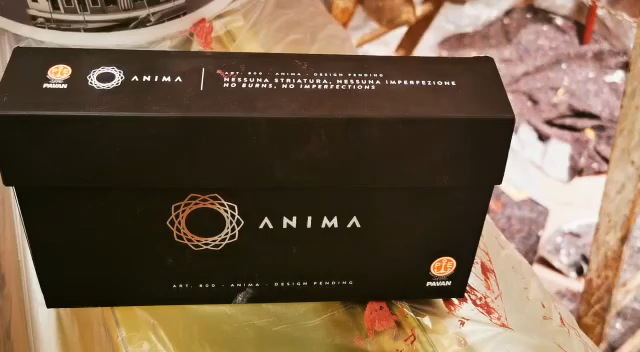 PAVAN
ANIMA
ART. 800 - ANIMA - DESIGN PENDING
NESSUNA STRIATURA, NESSUNA IMPERFEZIONE
NO BURNS, NO IMPERFECTIONS
ANIMA
ART. 800 - ANIMA - DESIGN PENDING
PAVAN